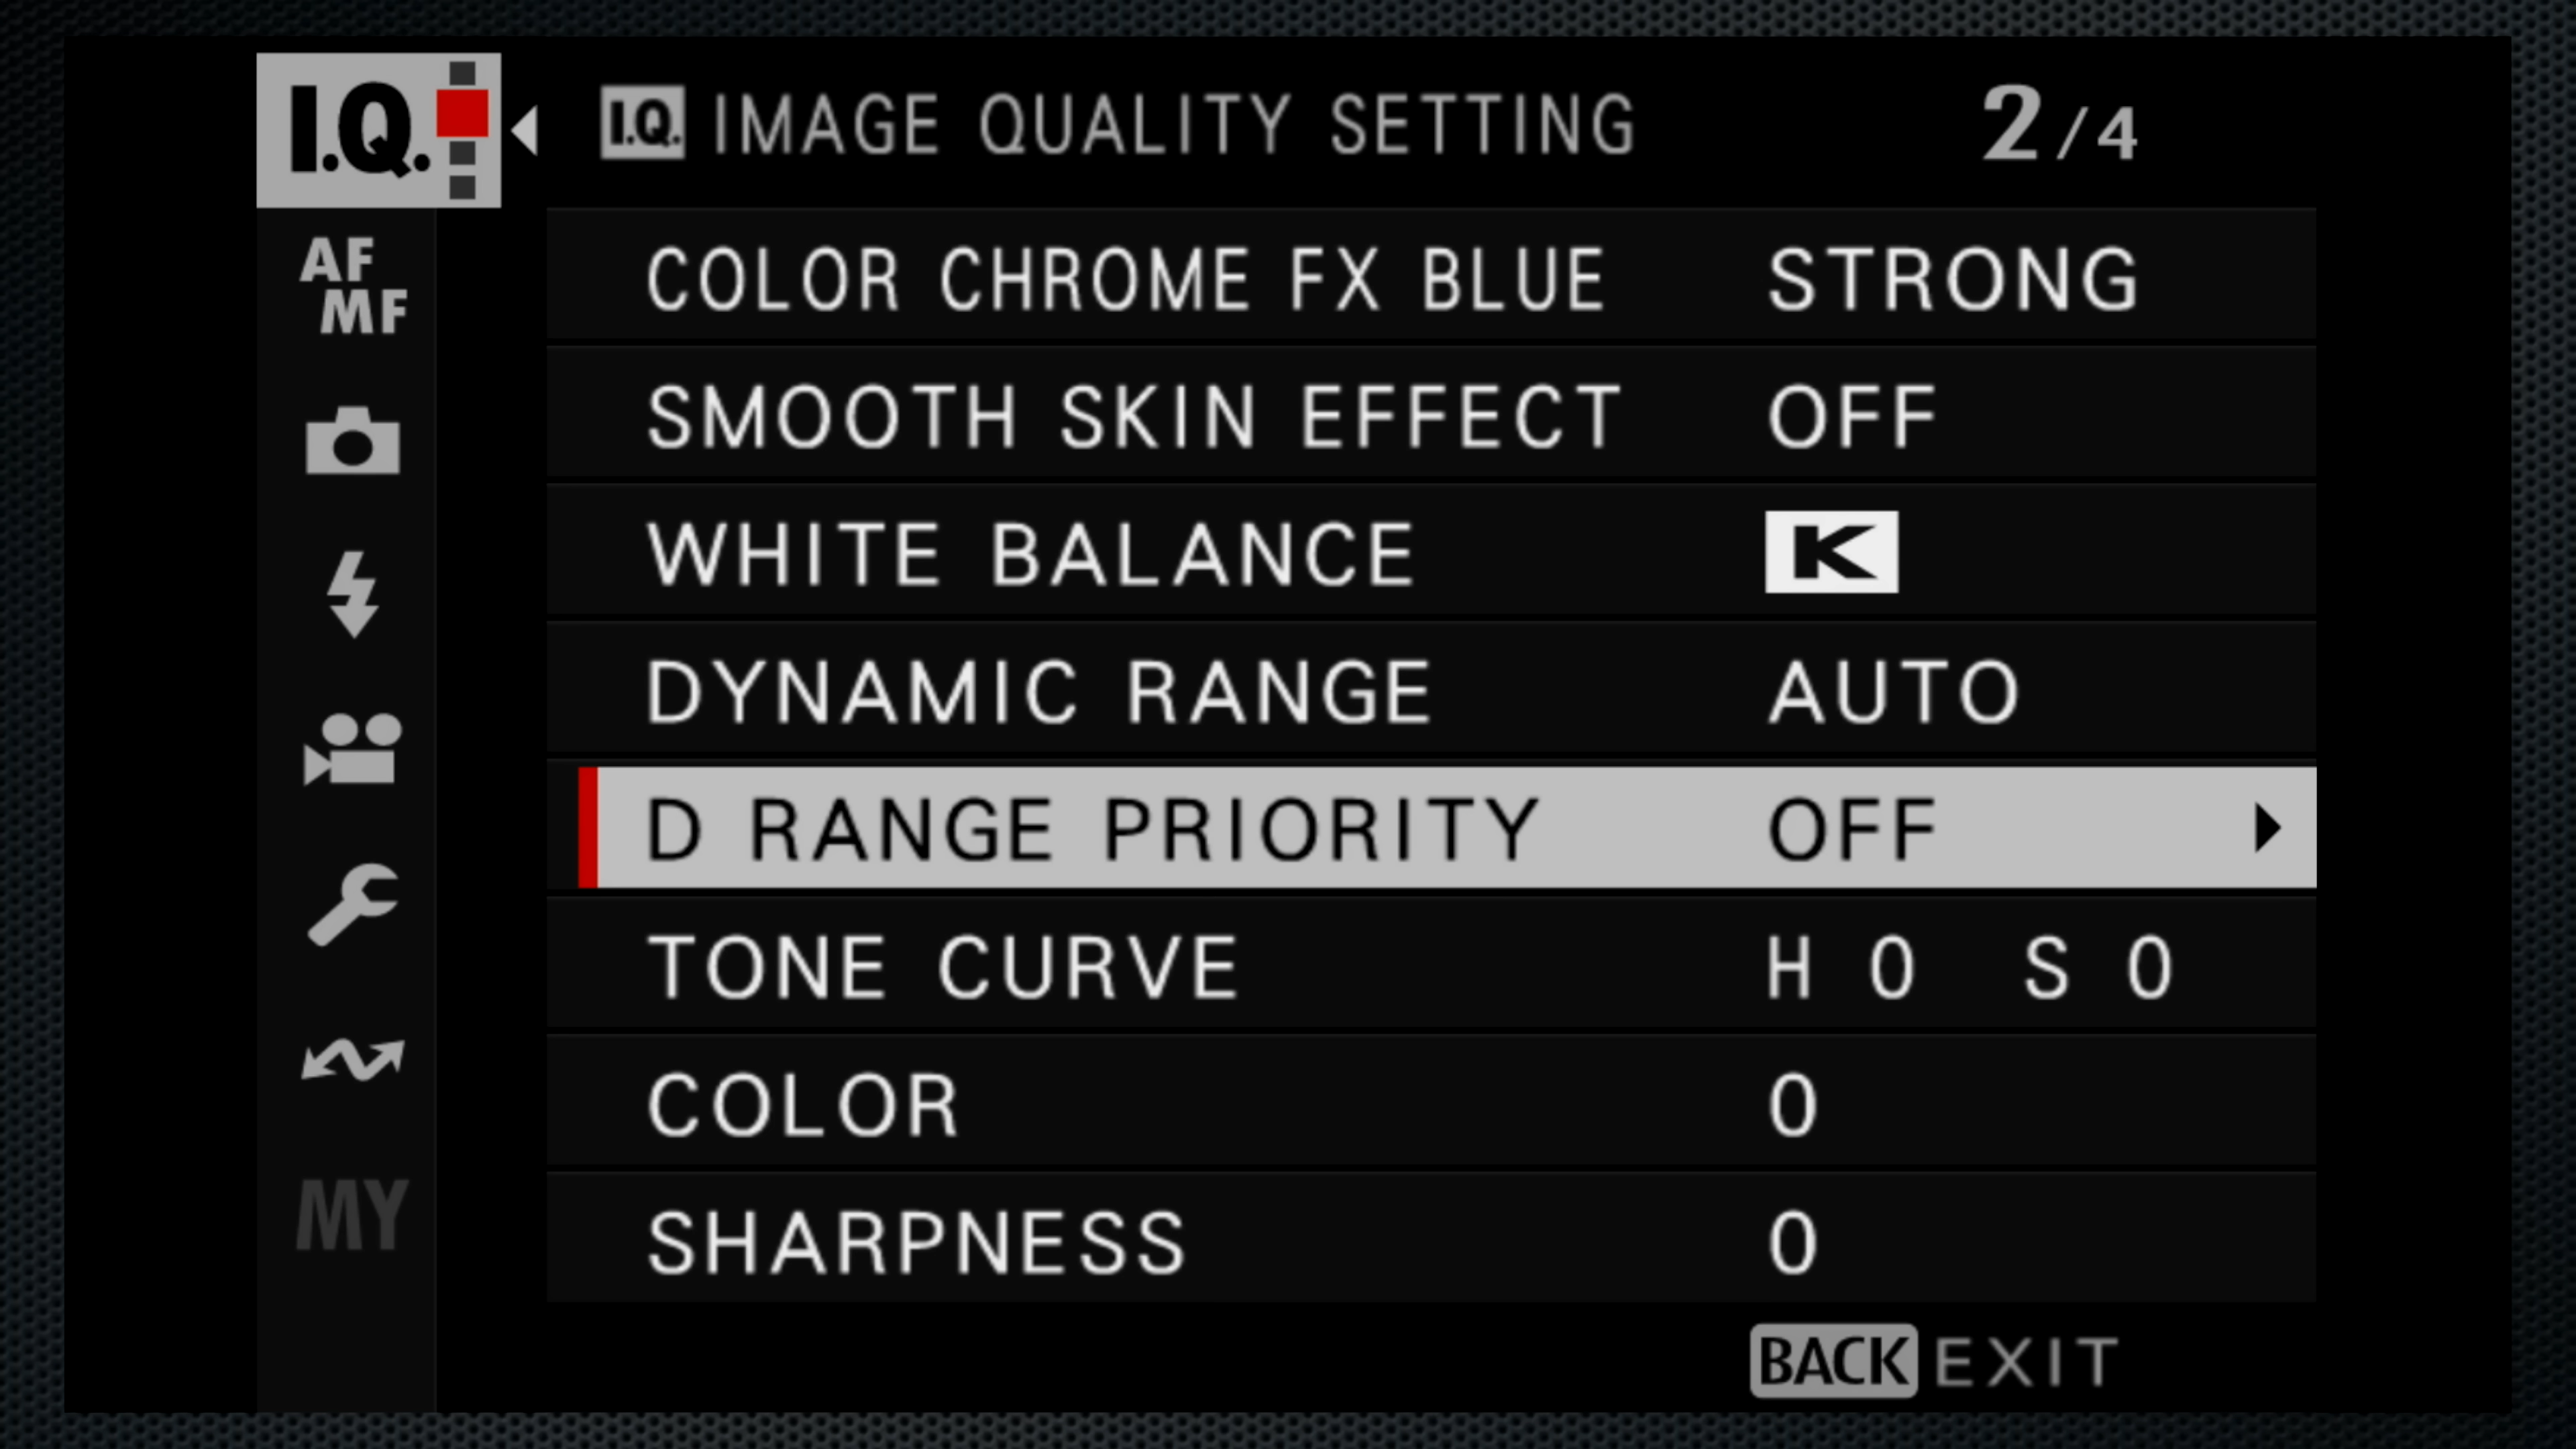 I.Q. I.Q. IMAGE QUALITY SETTING 2/4
AF
MF
COLOR CHROME FX BLUE STRONG
SMOOTH SKIN EFFECT OFF
WHITE BALANCE K
DYNAMIC RANGE AUTO
D RANGE PRIORITY OFF
TONE CURVE H 0 S 0
COLOR 0
MY
SHARPNESS 0
BACK EXIT